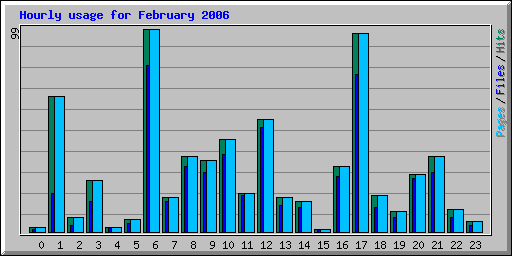 Hourly usage for February 2006
99
Pages / Files / Hits
0 1 2 3 4 5 6 7 8 9 10 11 12 13 14 15 16 17 18 19 20 21 22 23